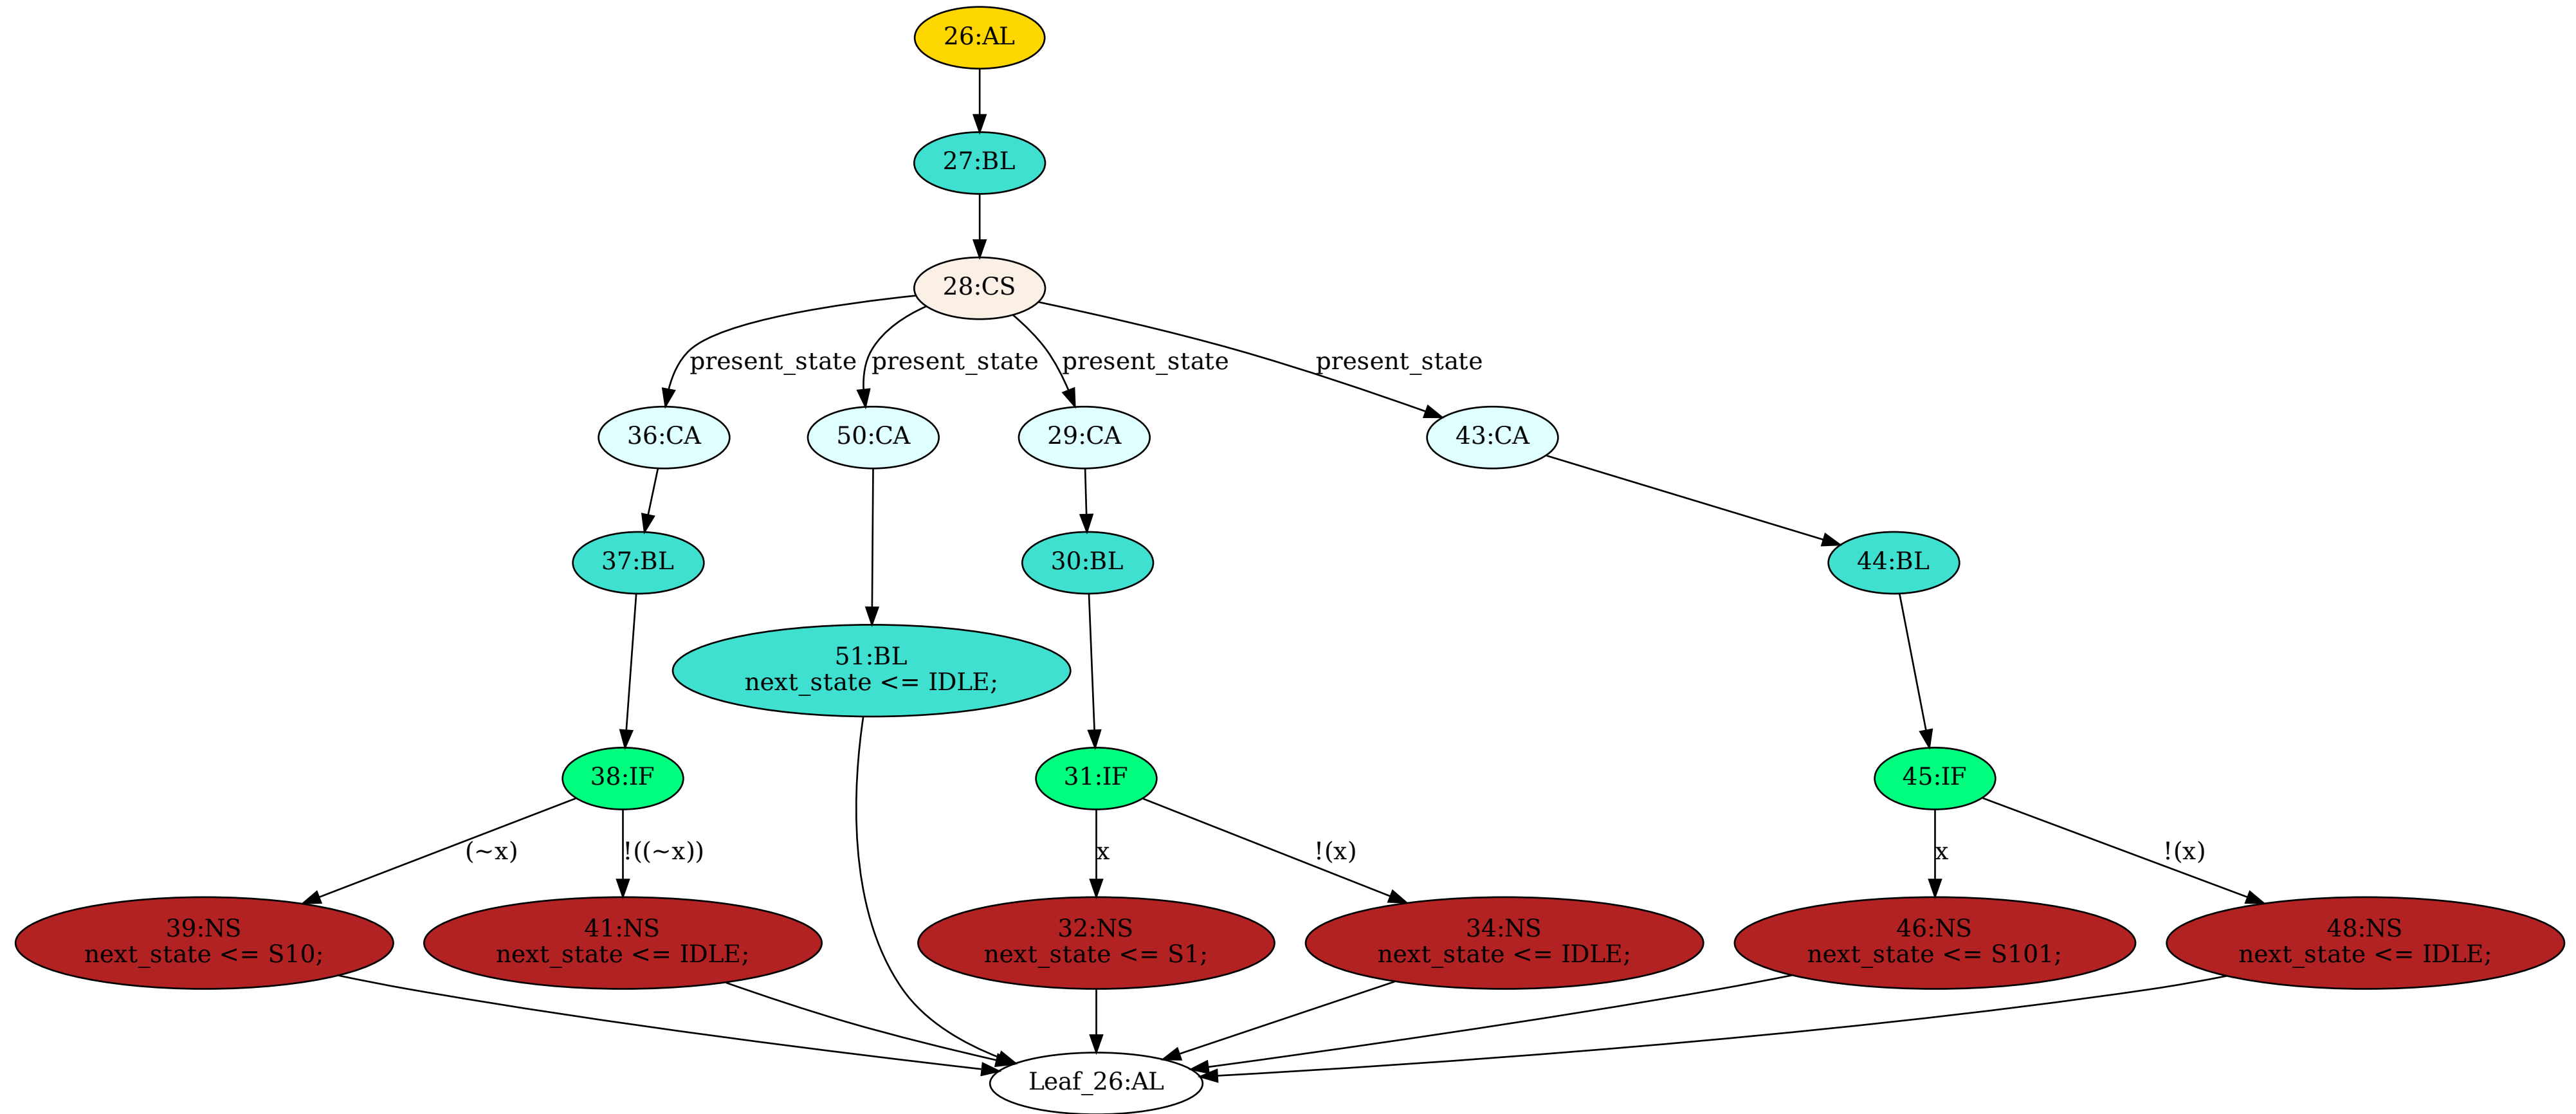 26:AL
27:BL
28:CS
present_state
present_state
present_state
present_state
36:CA
50:CA
29:CA
43:CA
37:BL
30:BL
44:BL
51:BL
next_state <= IDLE;
38:IF
31:IF
45:IF
(~x)
!((~x))
x
!(x)
x
!(x)
39:NS
next_state <= S10;
41:NS
next_state <= IDLE;
32:NS
next_state <= S1;
34:NS
next_state <= IDLE;
46:NS
next_state <= S101;
48:NS
next_state <= IDLE;
Leaf_26:AL